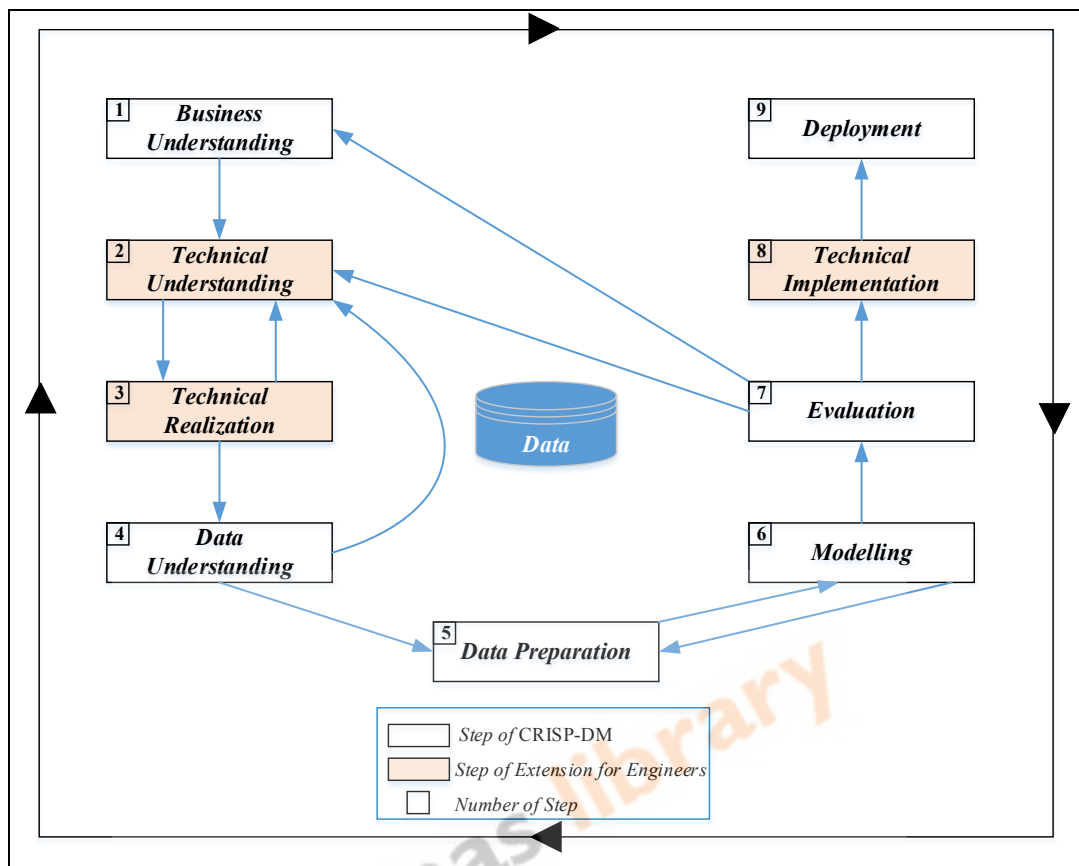 1
Business
Understanding
2
Technical
Understanding
3
Technical
Realization
4
Data
Understanding
5
Data Preparation
6
Modelling
7
Evaluation
8
Technical
Implementation
9
Deployment
Data
Step of CRISP-DM
Step of Extension for Engineers
Number of Step
library